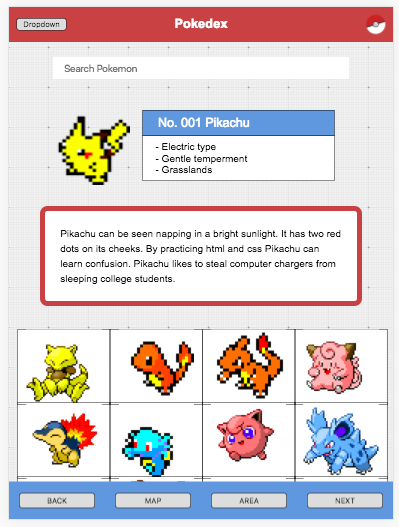 Dropdown
Pokedex
Search Pokemon
No. 001 Pikachu
- Electric type
- Gentle temperment
- Grasslands
Pikachu can be seen napping in a bright sunlight. It has two red
dots on its cheeks. By practicing html and css Pikachu can
learn confusion. Pikachu likes to steal computer chargers from
sleeping college students.
BACK
MAP
AREA
NEXT